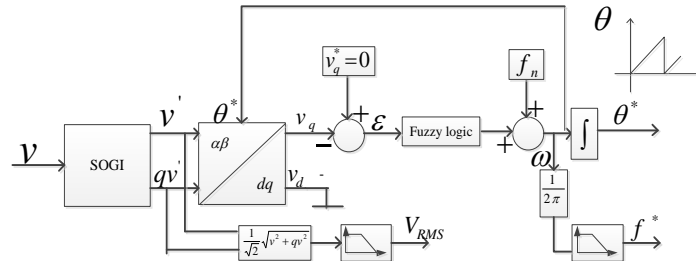 v
SOGI
v'
qv'
θ*
αβ
dq
v_q
v_d
v_q^* = 0
+
−
ε
Fuzzy logic
f_n
+
+
ω
∫
θ*
θ
1/(2π)
f*
1/√2 √(v² + qv²)
V_RMS